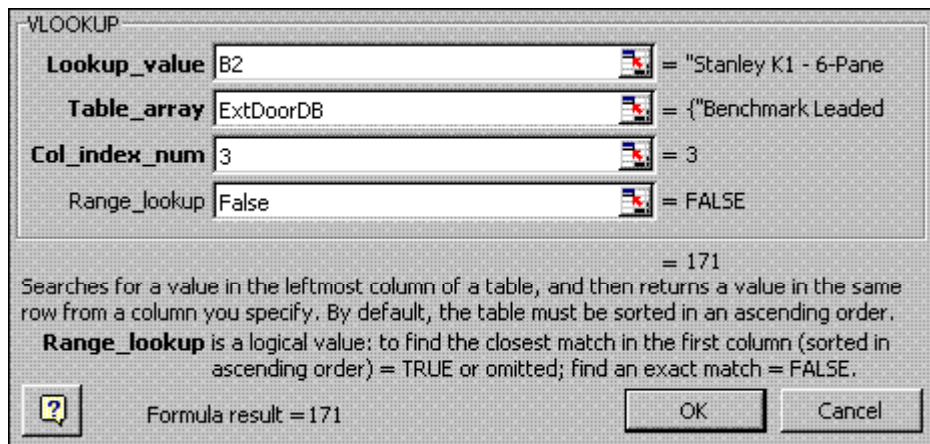 VLOOKUP
Lookup_value B2 = "Stanley K1 - 6-Pane
Table_array ExtDoorDB = {"Benchmark Leaded
Col_index_num 3 = 3
Range_lookup False = FALSE
= 171
Searches for a value in the leftmost column of a table, and then returns a value in the same
row from a column you specify. By default, the table must be sorted in an ascending order.
Range_lookup is a logical value: to find the closest match in the first column (sorted in
ascending order) = TRUE or omitted; find an exact match = FALSE.
? Formula result =171 OK Cancel